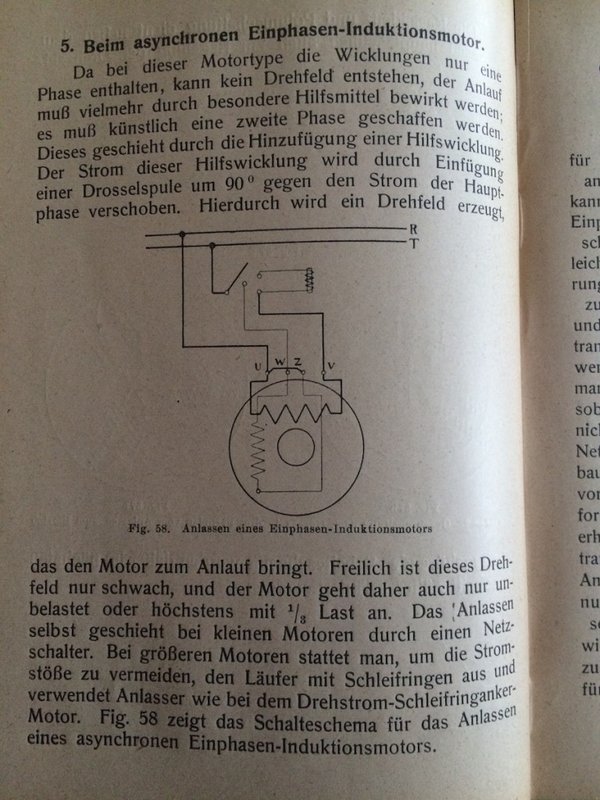 5. Beim asynchronen Einphasen-Induktionsmotor.
Da bei dieser Motortype die Wicklungen nur eine
Phase enthalten, kann kein Drehfeld entstehen, der Anlauf
muß vielmehr durch besondere Hilfsmittel bewirkt werden;
es muß künstlich eine zweite Phase geschaffen werden.
Dieses geschieht durch die Hinzufügung einer Hilfswicklung.
Der Strom dieser Hilfswicklung wird durch Einfügung
einer Drosselspule um 90° gegen den Strom der Haupt-
phase verschoben. Hierdurch wird ein Drehfeld erzeugt,
R
T
U W Z V
Fig. 58. Anlassen eines Einphasen-Induktionsmotors
das den Motor zum Anlauf bringt. Freilich ist dieses Dreh-
feld nur schwach, und der Motor geht daher auch nur un-
belastet oder höchstens mit 1/3 Last an. Das Anlassen
selbst geschieht bei kleinen Motoren durch einen Netz-
schalter. Bei größeren Motoren stattet man, um die Strom-
stöße zu vermeiden, den Läufer mit Schleifringen aus und
verwendet Anlasser wie bei dem Drehstrom-Schleifringanker-
Motor. Fig. 58 zeigt das Schalteschema für das Anlassen
eines asynchronen Einphasen-Induktionsmotors.
für